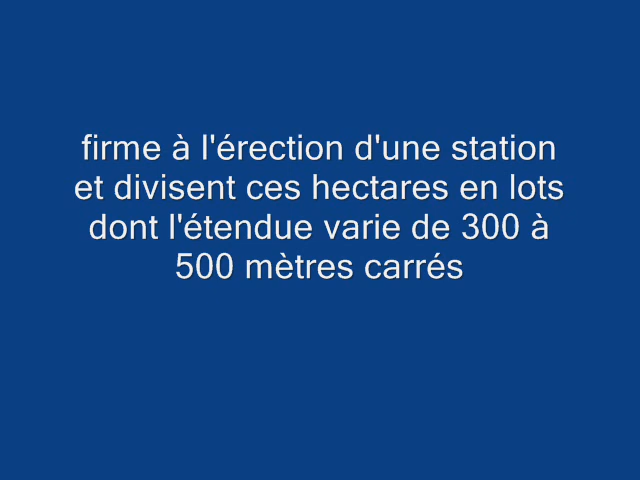 firme à l'érection d'une station
et divisent ces hectares en lots
dont l'étendue varie de 300 à
500 mètres carrés